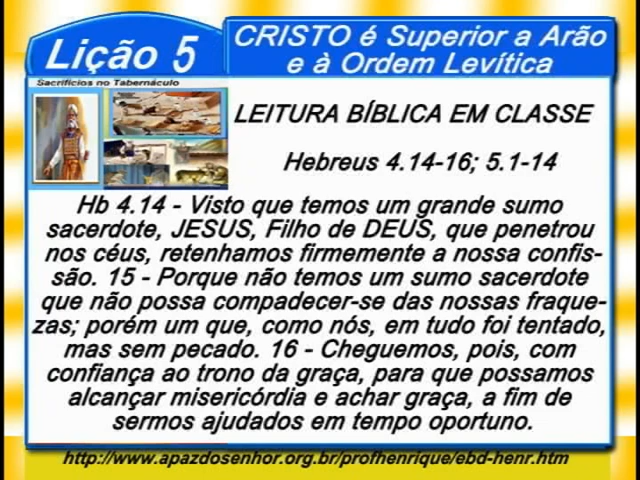 Lição 5
CRISTO é Superior a Arão
e à Ordem Levítica
Sacrifícios no Tabernáculo
LEITURA BÍBLICA EM CLASSE
Hebreus 4.14-16; 5.1-14
Hb 4.14 - Visto que temos um grande sumo
sacerdote, JESUS, Filho de DEUS, que penetrou
nos céus, retenhamos firmemente a nossa confis-
são. 15 - Porque não temos um sumo sacerdote
que não possa compadecer-se das nossas fraque-
zas; porém um que, como nós, em tudo foi tentado,
mas sem pecado. 16 - Cheguemos, pois, com
confiança ao trono da graça, para que possamos
alcançar misericórdia e achar graça, a fim de
sermos ajudados em tempo oportuno.
http://www.apazdosenhor.org.br/profhenrique/ebd-henr.htm